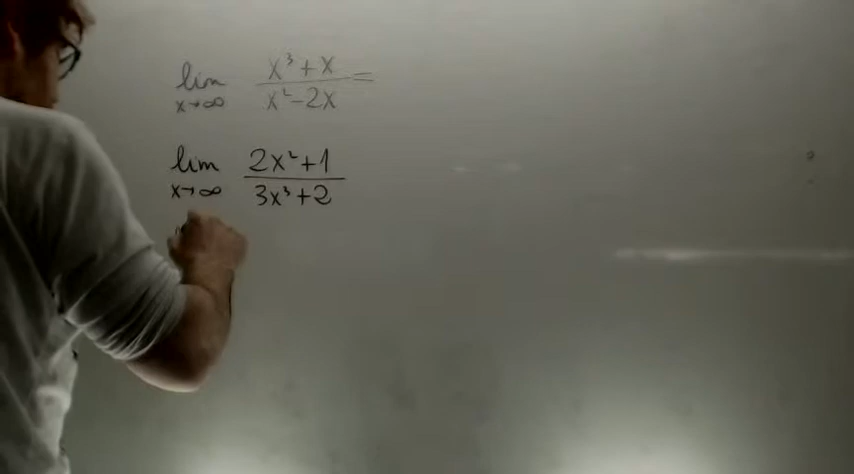 lim x→∞ x³+x / x²-2x =
lim x→∞ 2x²+1 / 3x³+2